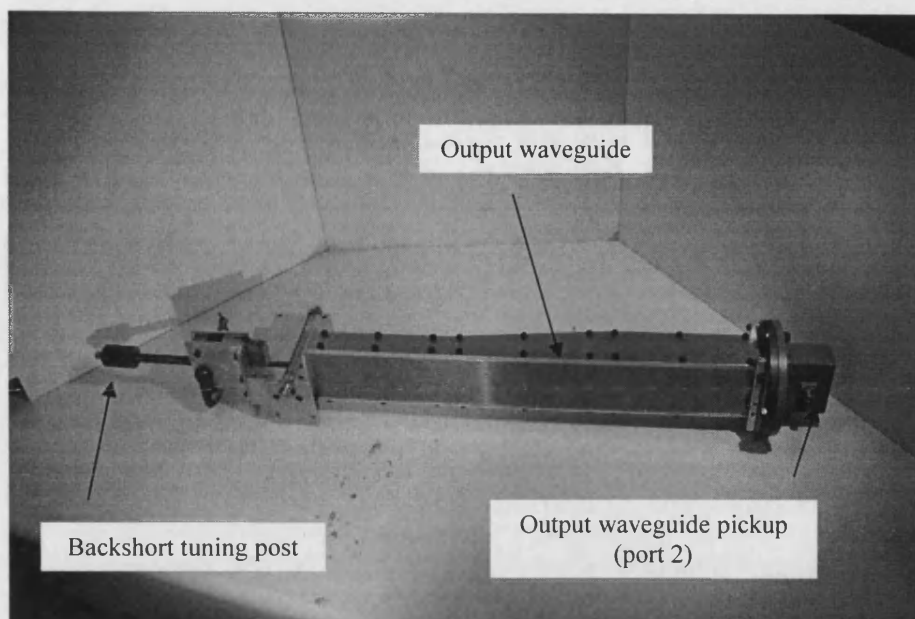 Output waveguide
Backshort tuning post
Output waveguide pickup
(port 2)